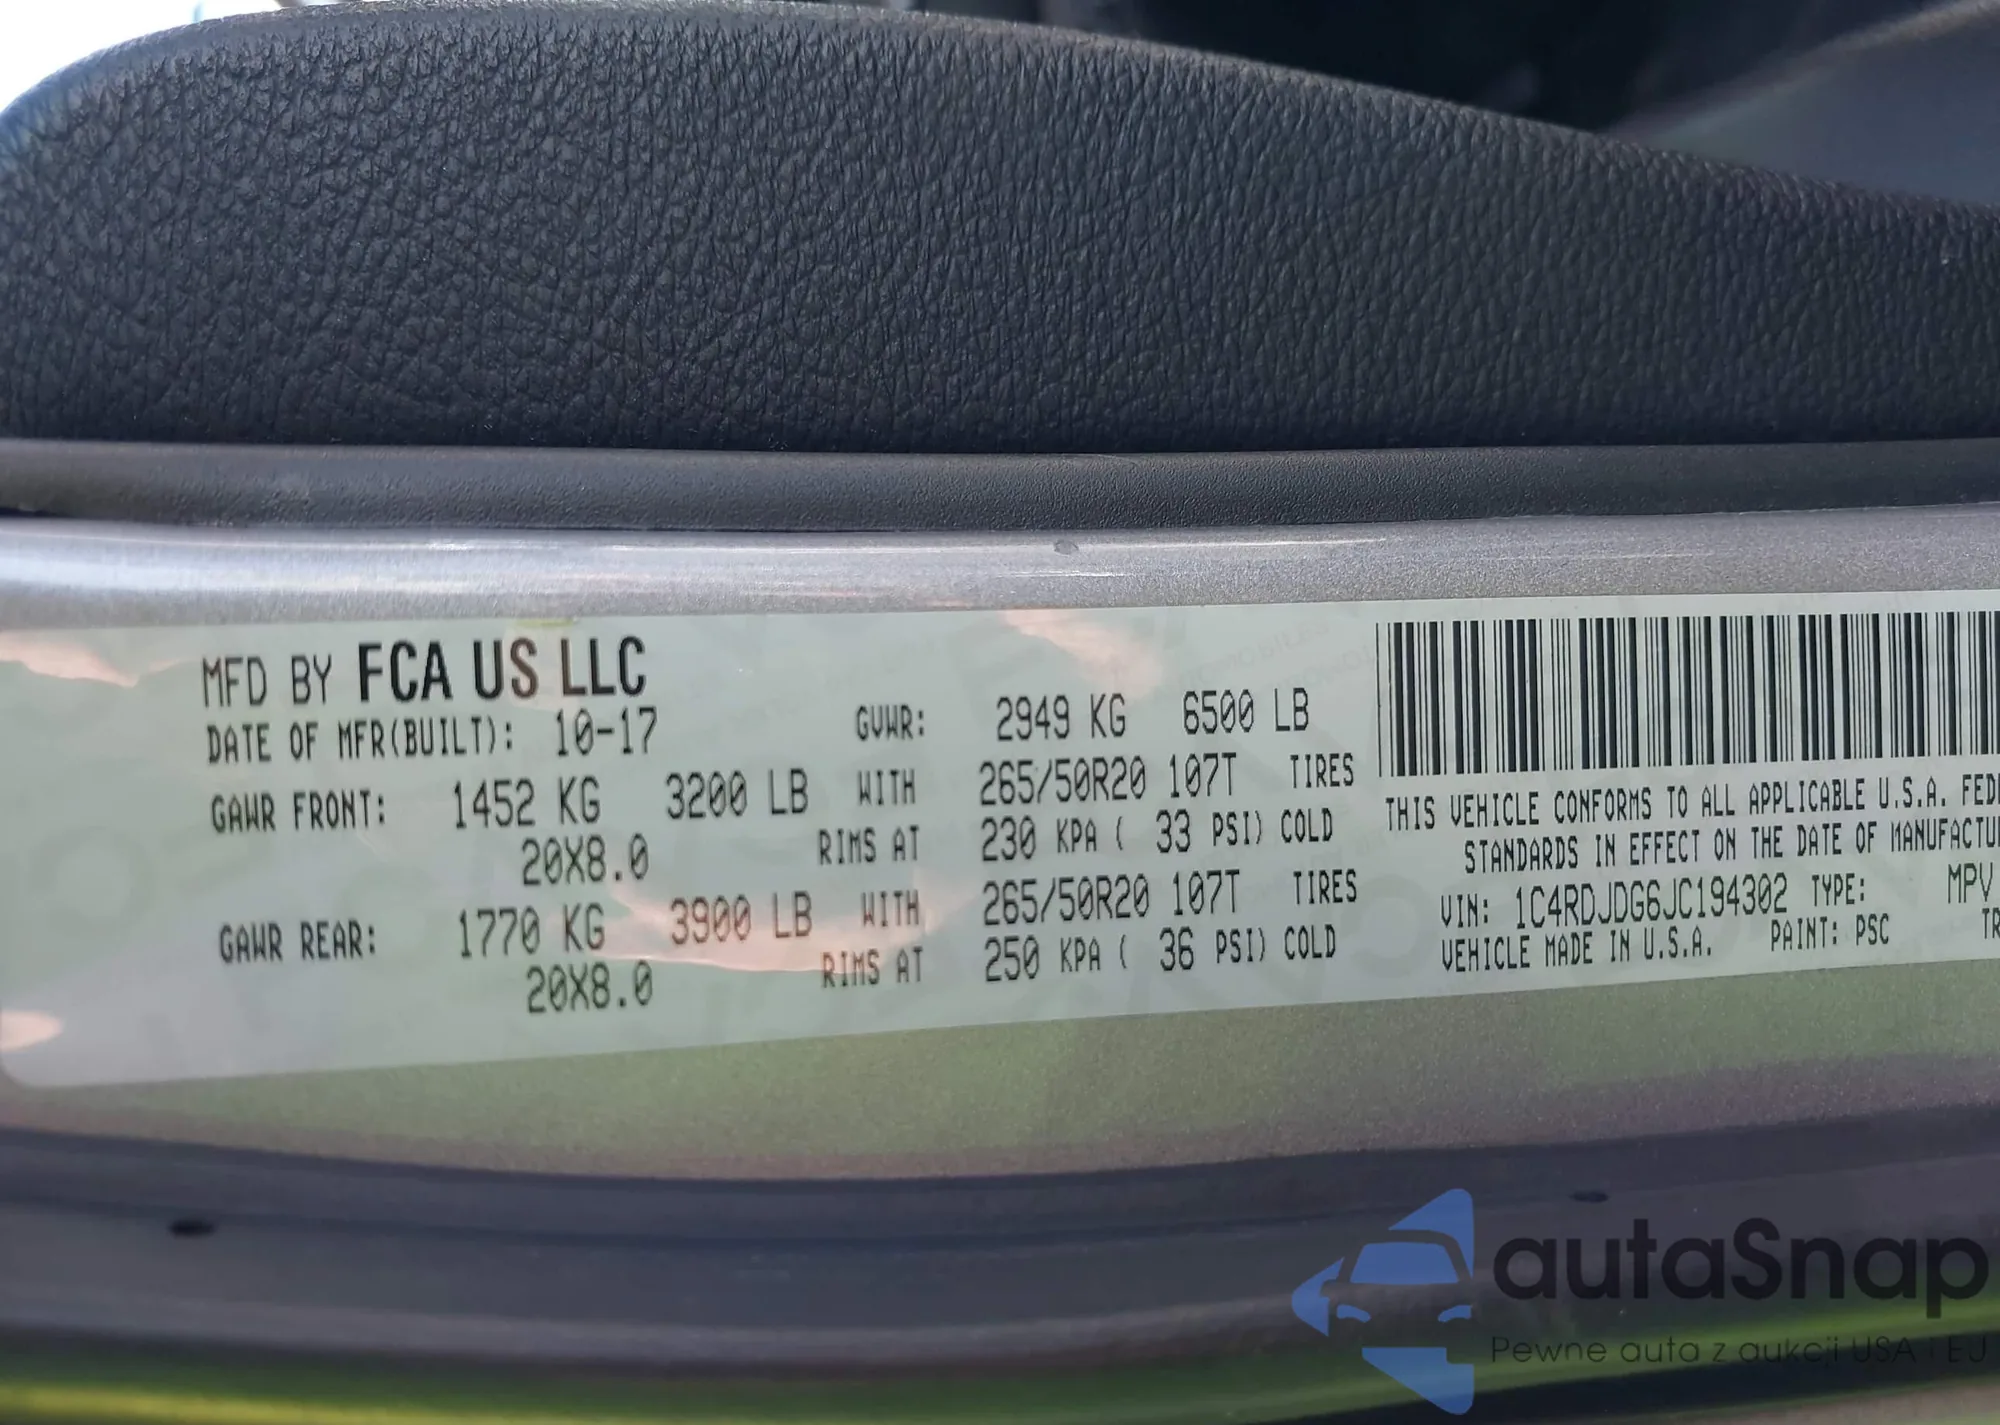 MFD BY FCA US LLC
DATE OF MFR(BUILT): 10-17 GVWR: 2949 KG 6500 LB
GAWR FRONT: 1452 KG 3200 LB WITH 265/50R20 107T TIRES
20X8.0 RIMS AT 230 KPA ( 33 PSI) COLD
GAWR REAR: 1770 KG 3900 LB WITH 265/50R20 107T TIRES
20X8.0 RIMS AT 250 KPA ( 36 PSI) COLD
THIS VEHICLE CONFORMS TO ALL APPLICABLE U.S.A. FEDE
STANDARDS IN EFFECT ON THE DATE OF MANUFACTU
VIN: 1C4RDJDG6JC194302 TYPE: MPV
VEHICLE MADE IN U.S.A. PAINT: PSC TR
autaSnap
Pewne auta z aukcji USA i EU